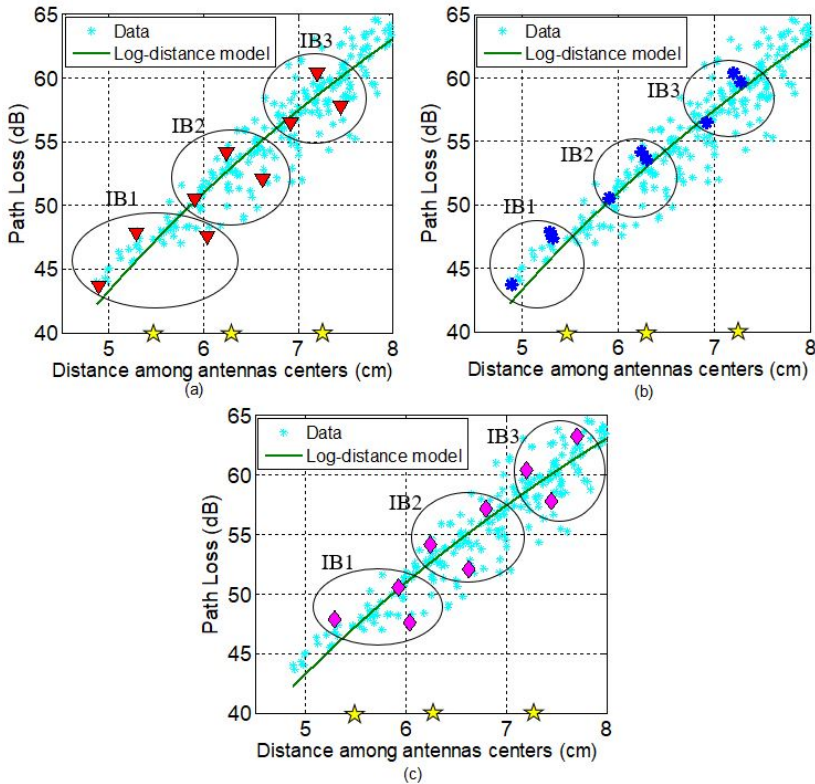 Data
Log-distance model
IB3
IB2
IB1
65
60
55
50
45
40
Path Loss (dB)
5 6 7 8
Distance among antennas centers (cm)
(a)
Data
Log-distance model
IB3
IB2
IB1
65
60
55
50
45
40
Path Loss (dB)
5 6 7 8
Distance among antennas centers (cm)
(b)
Data
Log-distance model
IB3
IB2
IB1
65
60
55
50
45
40
Path Loss (dB)
5 6 7 8
Distance among antennas centers (cm)
(c)